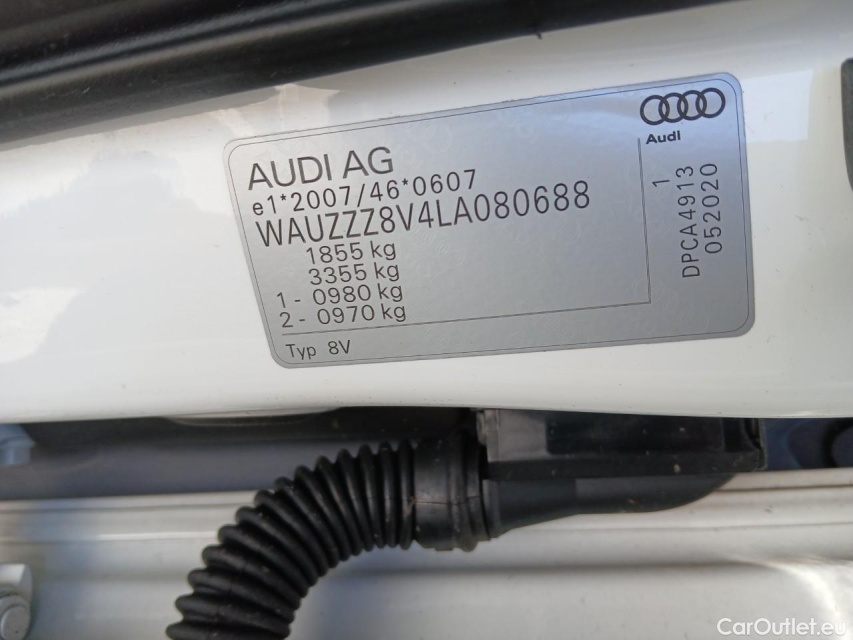 AUDI AG
e1*2007/46*0607
WAUZZZ8V4LA080688
1855 kg
3355 kg
1 - 0980 kg
2 - 0970 kg
Typ 8V
Audi
1
DPCA4913
052020
CarOutlet.eu